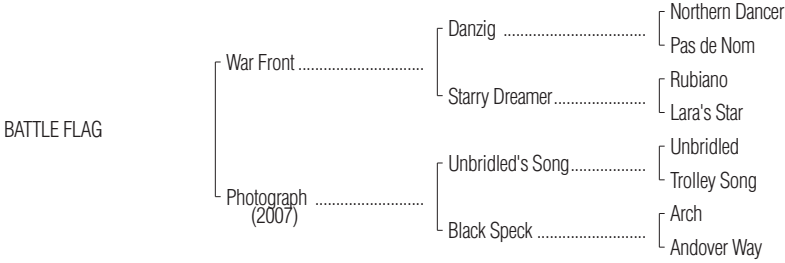 Northern Dancer
Danzig ..................................
Pas de Nom
War Front ..............................
Rubiano
Starry Dreamer......................
Lara's Star
BATTLE FLAG
Unbridled
Unbridled's Song..................
Trolley Song
Photograph ..........................
(2007)
Arch
Black Speck ..........................
Andover Way